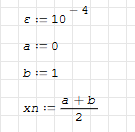 ε := 10⁻⁴
a := 0
b := 1
xn := (a + b) / 2